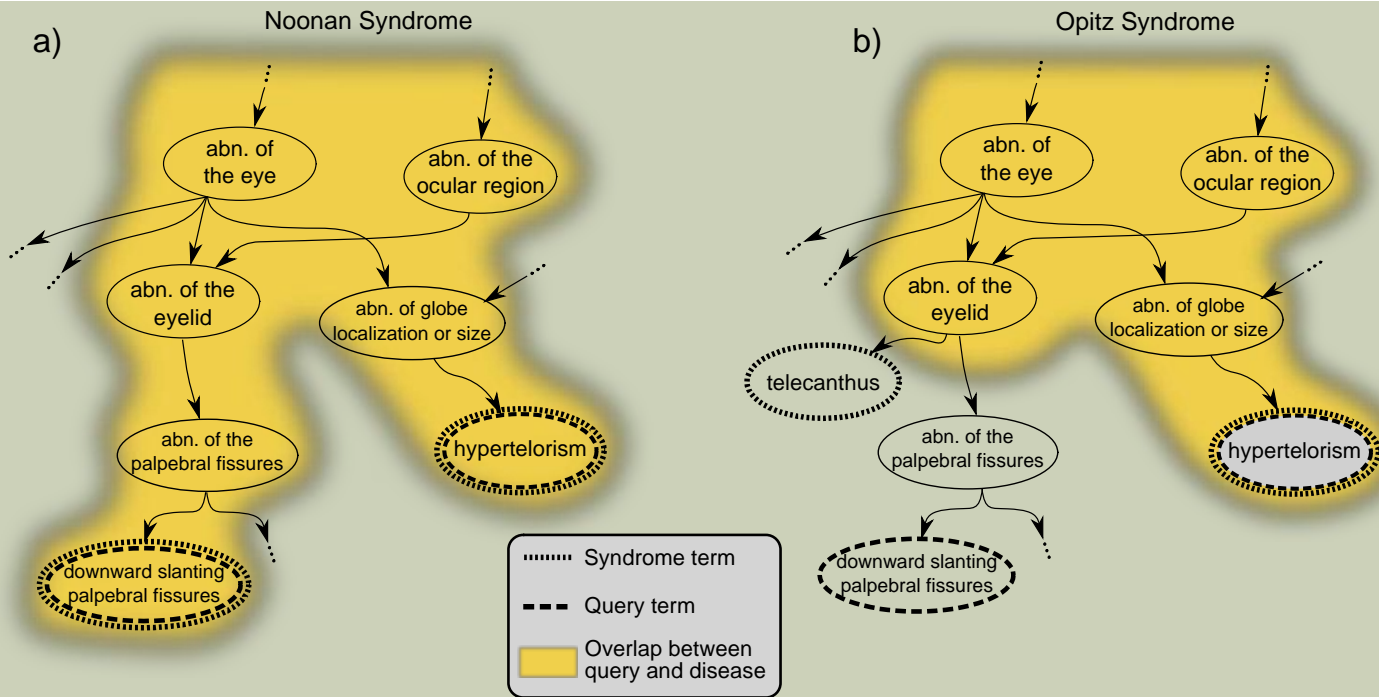 Noonan Syndrome
a)
abn. of
the eye
abn. of the
ocular region
abn. of the
eyelid
abn. of globe
localization or size
abn. of the
palpebral fissures
hypertelorism
downward slanting
palpebral fissures
Opitz Syndrome
b)
abn. of
the eye
abn. of the
ocular region
abn. of the
eyelid
abn. of globe
localization or size
telecanthus
abn. of the
palpebral fissures
hypertelorism
downward slanting
palpebral fissures
Syndrome term
Query term
Overlap between
query and disease